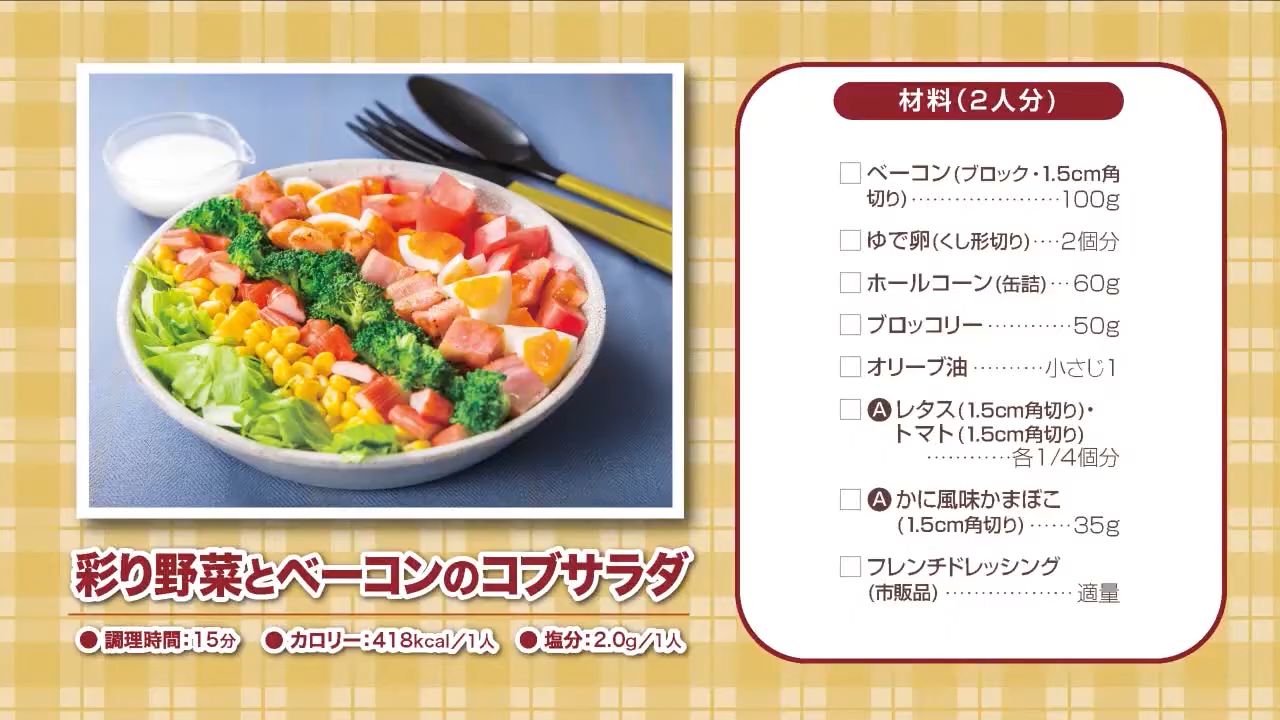 彩り野菜とベーコンのコブサラダ
●調理時間：15分 ●カロリー：418kcal／1人 ●塩分：2.0g／1人
材料（2人分）
□ベーコン(ブロック・1.5cm角
切り)·····················100g
□ゆで卵(くし形切り)····2個分
□ホールコーン(缶詰)···60g
□ブロッコリー············50g
□オリーブ油··········小さじ1
□Aレタス(1.5cm角切り)・
トマト(1.5cm角切り)
············各1/4個分
□Aかに風味かまぼこ
(1.5cm角切り)······35g
□フレンチドレッシング
(市販品)··················適量